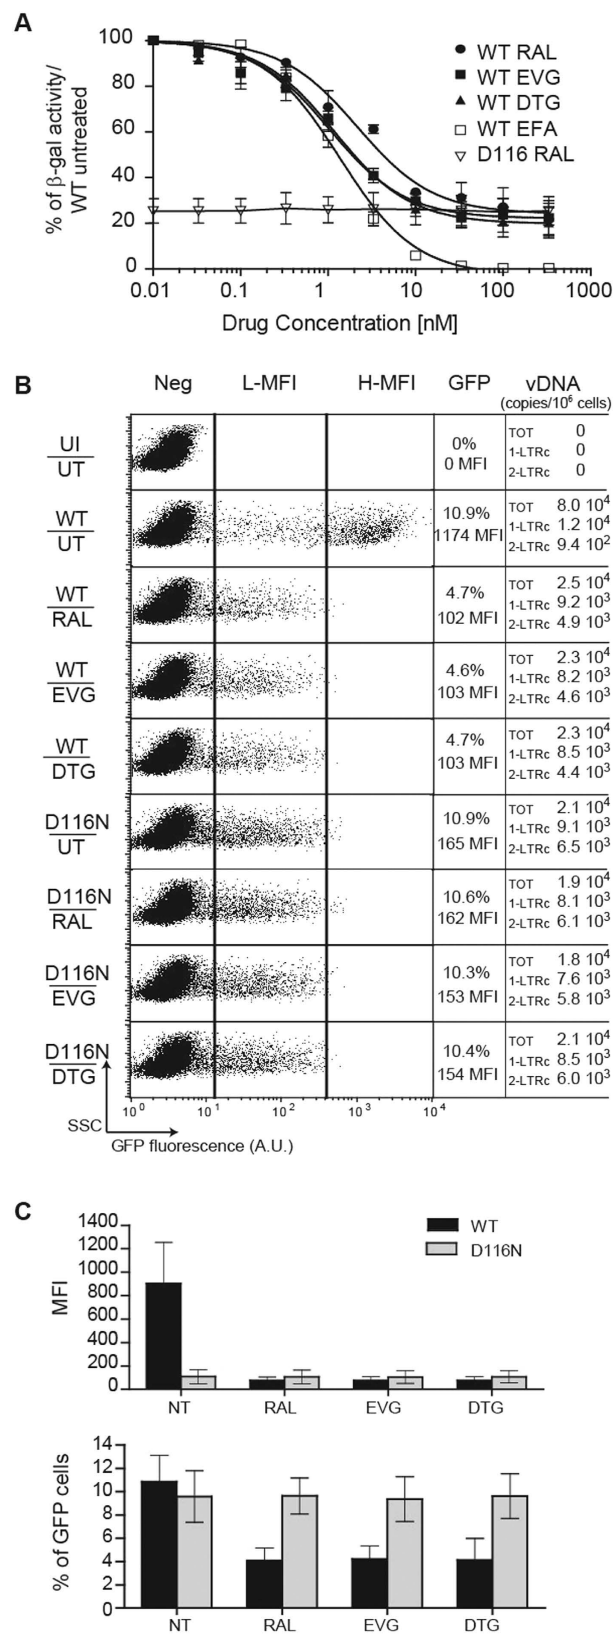 A
% of β-gal activity/
WT untreated
100
80
60
40
20
0
0.01 0.1 1 10 100 1000
Drug Concentration [nM]
WT RAL
WT EVG
WT DTG
WT EFA
D116 RAL
B
Neg L-MFI H-MFI GFP vDNA
(copies/10⁶ cells)
UI
UT
0%
0 MFI
TOT 0
1-LTRc 0
2-LTRc 0
WT
UT
10.9%
1174 MFI
TOT 8.0 10⁴
1-LTRc 1.2 10⁴
2-LTRc 9.4 10²
WT
RAL
4.7%
102 MFI
TOT 2.5 10⁴
1-LTRc 9.2 10³
2-LTRc 4.9 10³
WT
EVG
4.6%
103 MFI
TOT 2.3 10⁴
1-LTRc 8.2 10³
2-LTRc 4.6 10³
WT
DTG
4.7%
103 MFI
TOT 2.3 10⁴
1-LTRc 8.5 10³
2-LTRc 4.4 10³
D116N
UT
10.9%
165 MFI
TOT 2.1 10⁴
1-LTRc 9.1 10³
2-LTRc 6.5 10³
D116N
RAL
10.6%
162 MFI
TOT 1.9 10⁴
1-LTRc 8.1 10³
2-LTRc 6.1 10³
D116N
EVG
10.3%
153 MFI
TOT 1.8 10⁴
1-LTRc 7.6 10³
2-LTRc 5.8 10³
D116N
DTG
10.4%
154 MFI
TOT 2.1 10⁴
1-LTRc 8.5 10³
2-LTRc 6.0 10³
10⁰ 10¹ 10² 10³ 10⁴
SSC
GFP fluorescence (A.U.)
C
MFI
1400
1200
1000
800
600
400
200
0
NT RAL EVG DTG
WT
D116N
% of GFP cells
14
12
10
8
6
4
2
0
NT RAL EVG DTG